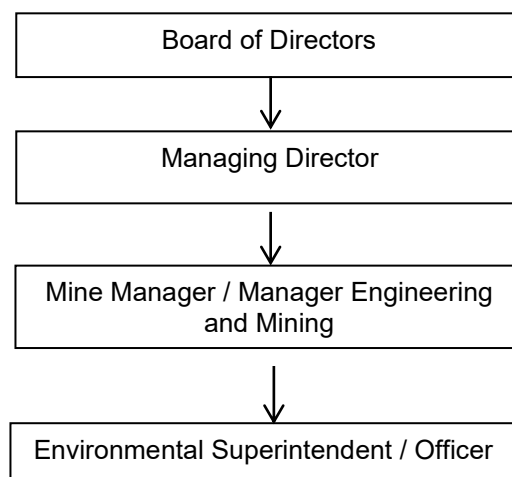 Board of Directors
Managing Director
Mine Manager / Manager Engineering
and Mining
Environmental Superintendent / Officer